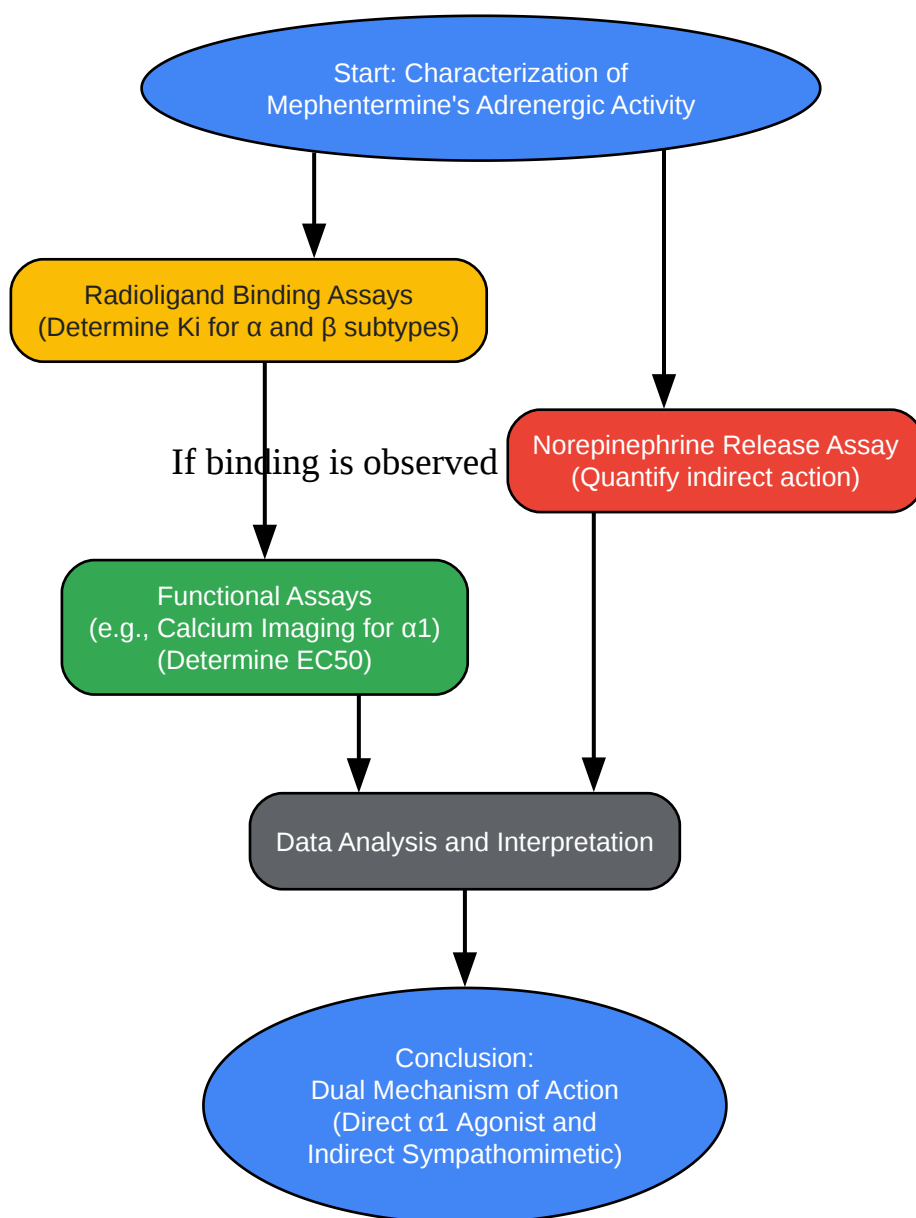 Start: Characterization of
Mephentermine's Adrenergic Activity
Radioligand Binding Assays
(Determine Ki for α and β subtypes)
If binding is observed
Norepinephrine Release Assay
(Quantify indirect action)
Functional Assays
(e.g., Calcium Imaging for α1)
(Determine EC50)
Data Analysis and Interpretation
Conclusion:
Dual Mechanism of Action
(Direct α1 Agonist and
Indirect Sympathomimetic)